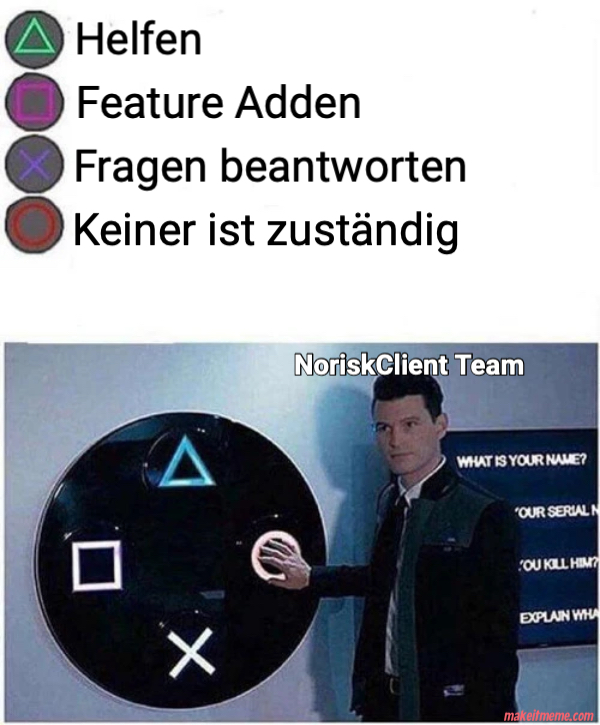 Helfen
Feature Adden
Fragen beantworten
Keiner ist zuständig
NoriskClient Team
WHAT IS YOUR NAME?
OUR SERIAL N
OU KILL HIM?
EXPLAIN WHA
makeitmeme.com